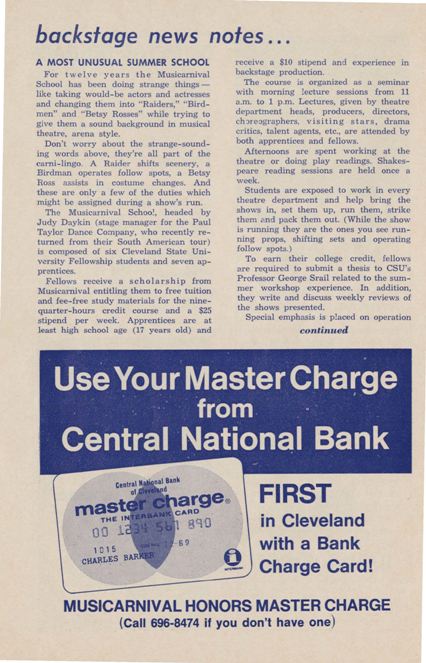 backstage news notes...
A MOST UNUSUAL SUMMER SCHOOL
For twelve years the Musicarnival
School has been doing strange things —
like taking would-be actors and actresses
and changing them into "Raiders," "Bird-
men" and "Betsy Rosses" while trying to
give them a sound background in musical
theatre, arena style.
Don't worry about the strange-sound-
ing words above, they're all part of the
carni-lingo. A Raider shifts scenery, a
Birdman operates follow spots, a Betsy
Ross assists in costume changes. And
these are only a few of the duties which
might be assigned during a show's run.
The Musicarnival School, headed by
Judy Daykin (stage manager for the Paul
Taylor Dance Company, who recently re-
turned from their South American tour)
is composed of six Cleveland State Uni-
versity Fellowship students and seven ap-
prentices.
Fellows receive a scholarship from
Musicarnival entitling them to free tuition
and fee-free study materials for the nine-
quarter-hours credit course and a $25
stipend per week. Apprentices are at
least high school age (17 years old) and
receive a $10 stipend and experience in
backstage production.
The course is organized as a seminar
with morning lecture sessions from 11
a.m. to 1 p.m. Lectures, given by theatre
department heads, producers, directors,
choreographers, visiting stars, drama
critics, talent agents, etc., are attended by
both apprentices and fellows.
Afternoons are spent working at the
theatre or doing play readings. Shakes-
peare reading sessions are held once a
week.
Students are exposed to work in every
theatre department and help bring the
shows in, set them up, run them, strike
them and pack them out. (While the show
is running they are the ones you see run-
ning props, shifting sets and operating
follow spots.)
To earn their college credit, fellows
are required to submit a thesis to CSU's
Professor George Srail related to the sum-
mer workshop experience. In addition,
they write and discuss weekly reviews of
the shows presented.
Special emphasis is placed on operation
continued
Use Your Master Charge
from
Central National Bank
Central National Bank
of Cleveland
master charge®
THE INTERBANK CARD
00 1234 567 890
1015
CHARLES BARKER
FIRST
in Cleveland
with a Bank
Charge Card!
MUSICARNIVAL HONORS MASTER CHARGE
(Call 696-8474 if you don't have one)